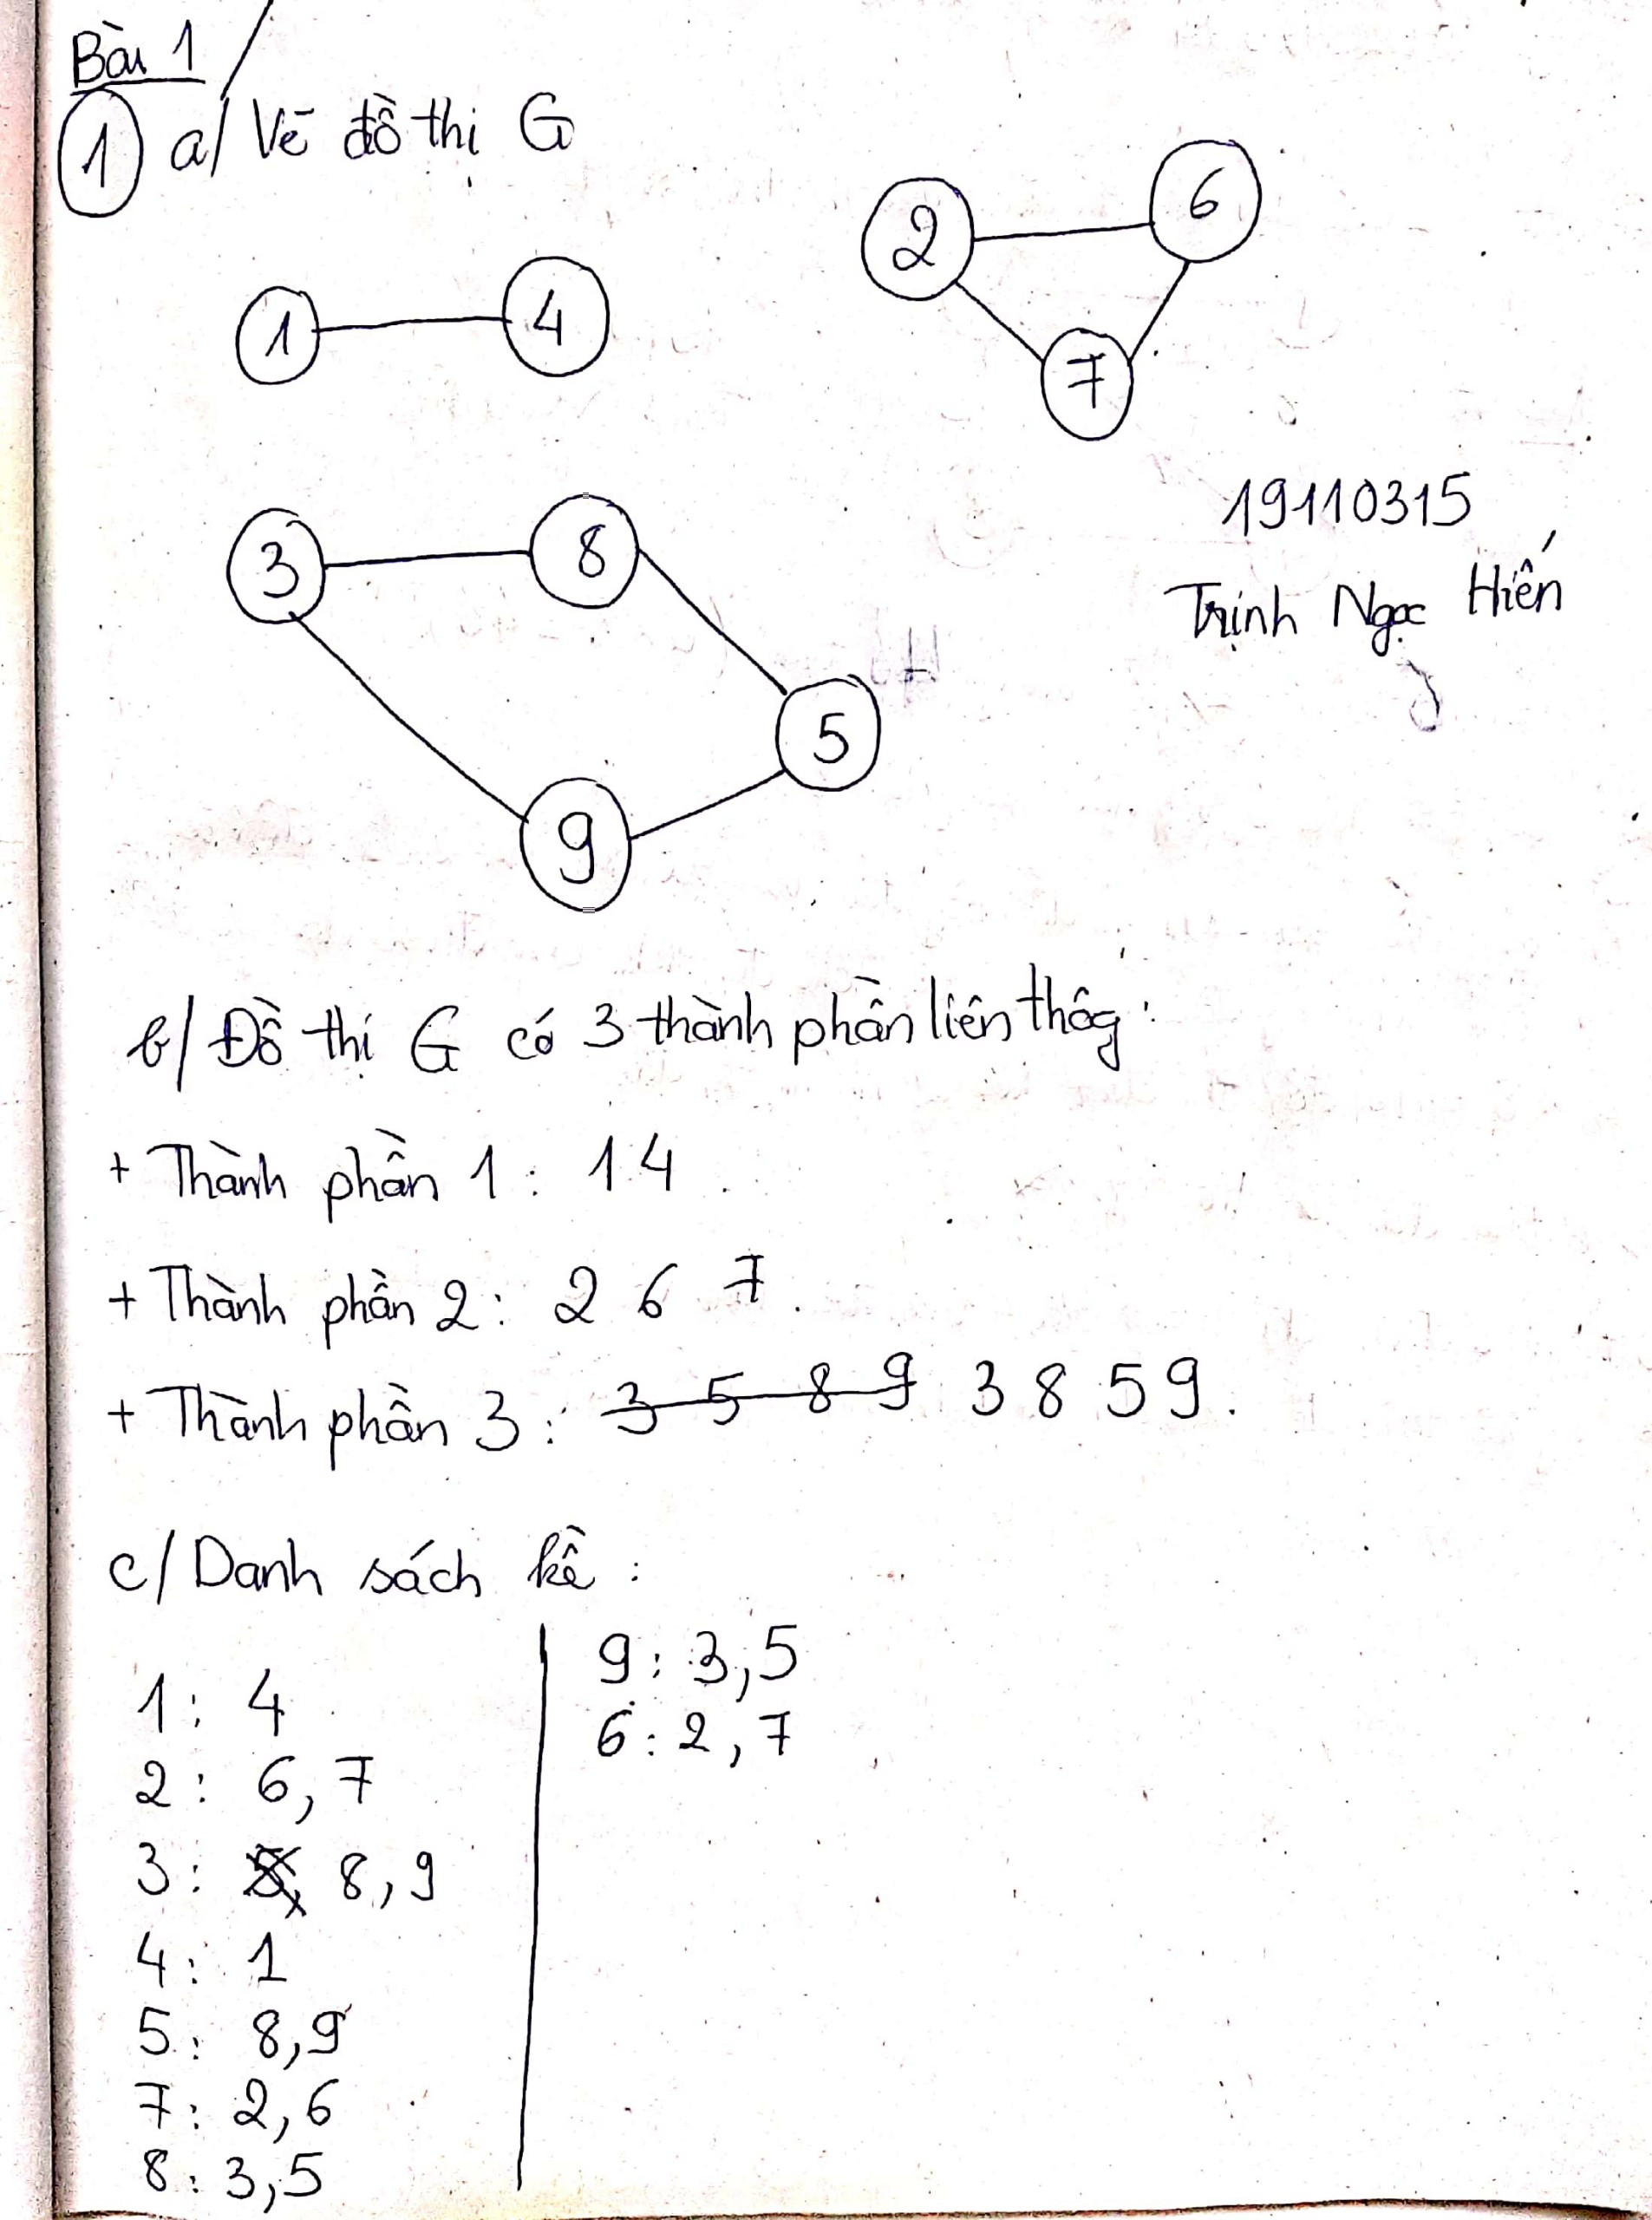 Bài 1
1 a/ Vẽ đồ thị G
2 6
1 4
7
19110315
Trịnh Ngọc Hiến
3 8
5
9
b/ Đồ thị G có 3 thành phần liên thôg:
+ Thành phần 1: 1 4.
+ Thành phần 2: 2 6 7.
+ Thành phần 3: 3 5 8 9 3 8 5 9.
c/ Danh sách kề:
1: 4
2: 6, 7
3: 8, 9
4: 1
5: 8, 9
7: 2, 6
8: 3, 5
9: 3, 5
6: 2, 7